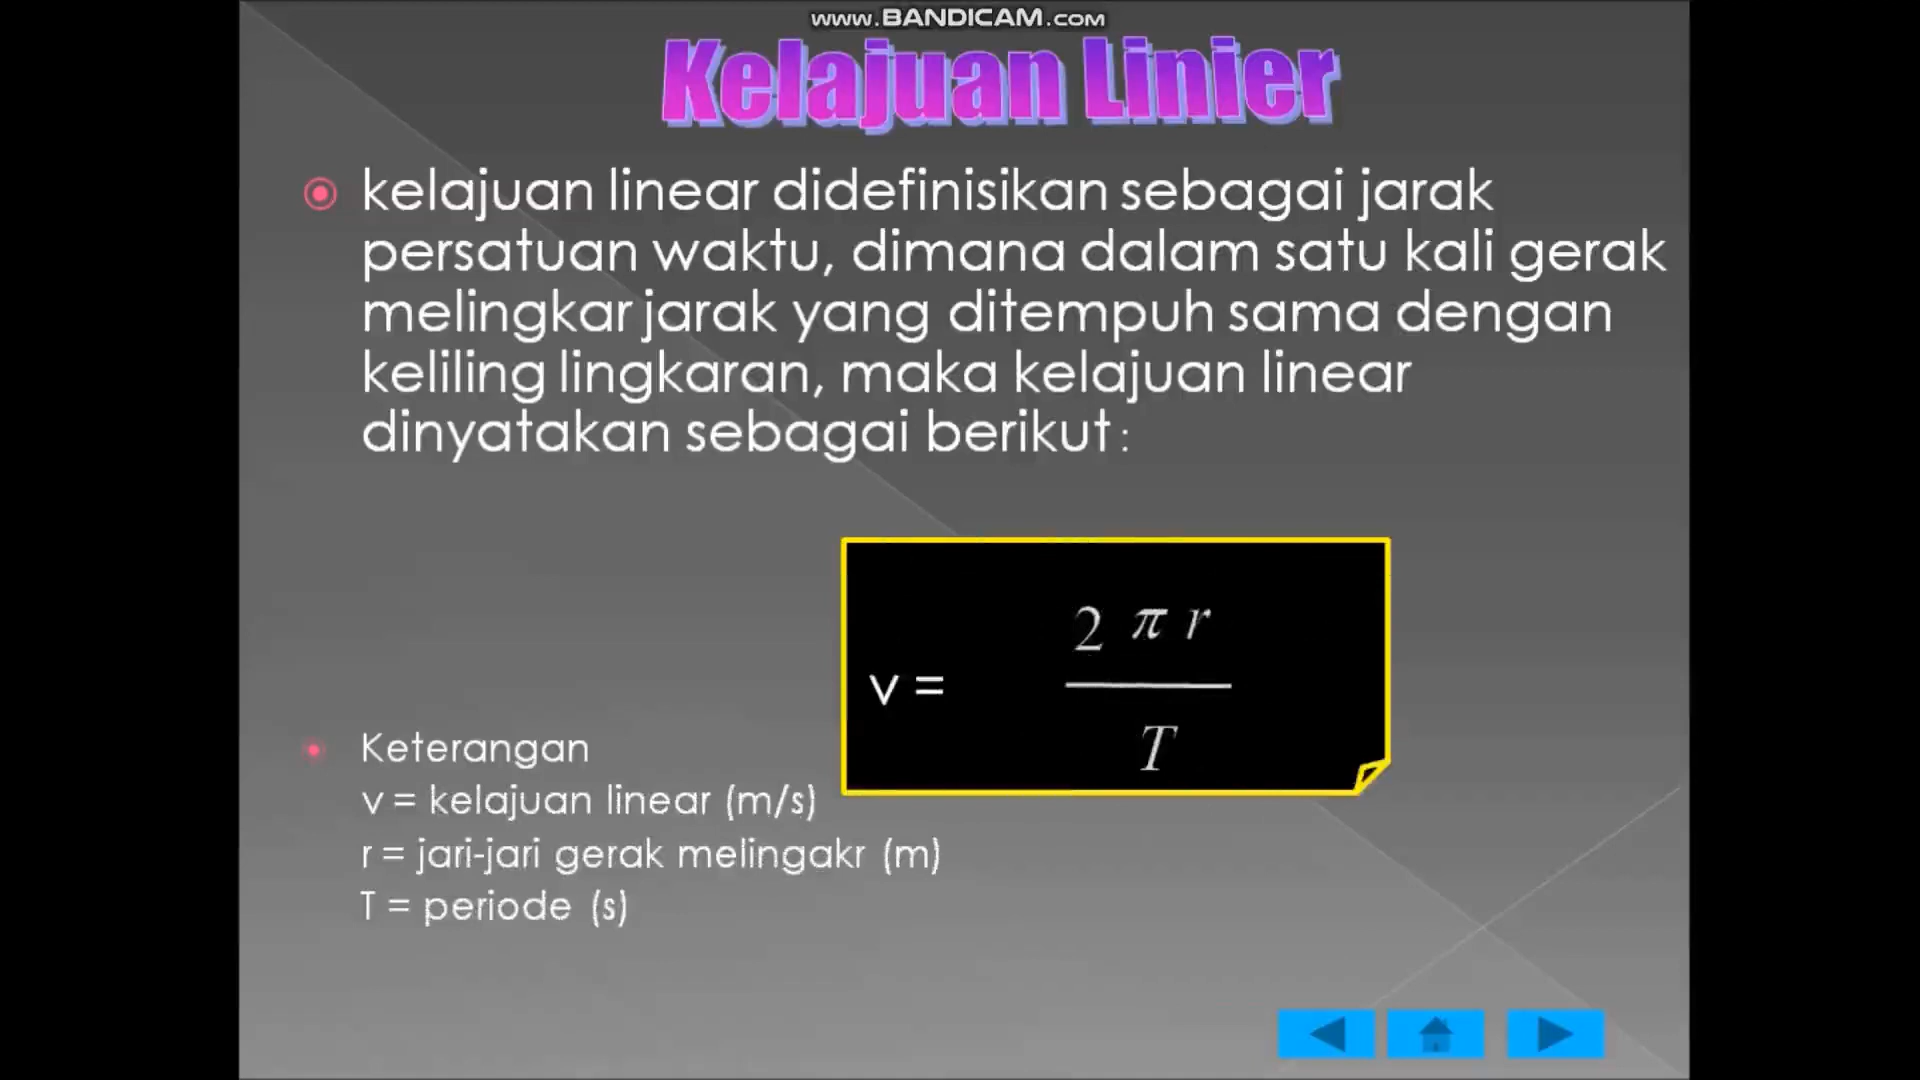 www.BANDICAM.com
Kelajuan Linier
kelajuan linear didefinisikan sebagai jarak
persatuan waktu, dimana dalam satu kali gerak
melingkar jarak yang ditempuh sama dengan
keliling lingkaran, maka kelajuan linear
dinyatakan sebagai berikut :
2 π r
v =
T
Keterangan
v = kelajuan linear (m/s)
r = jari-jari gerak melingakr (m)
T = periode (s)